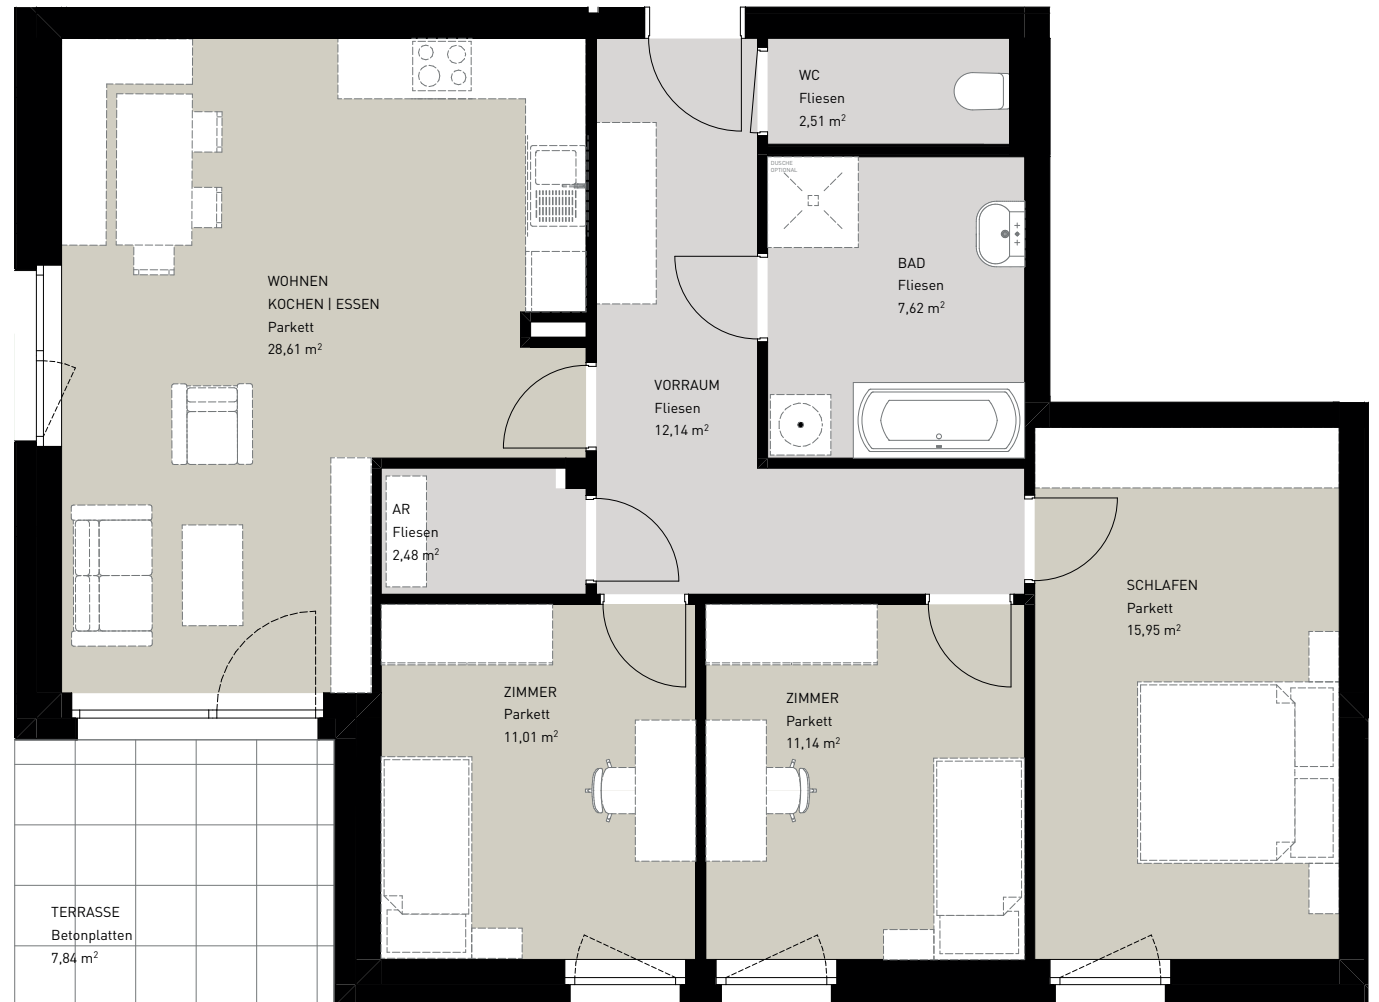 WC
Fliesen
2,51 m²
DUSCHE
OPTIONAL
BAD
Fliesen
7,62 m²
WOHNEN
KOCHEN | ESSEN
Parkett
28,61 m²
VORRAUM
Fliesen
12,14 m²
AR
Fliesen
2,48 m²
SCHLAFEN
Parkett
15,95 m²
ZIMMER
Parkett
11,01 m²
ZIMMER
Parkett
11,14 m²
TERRASSE
Betonplatten
7,84 m²